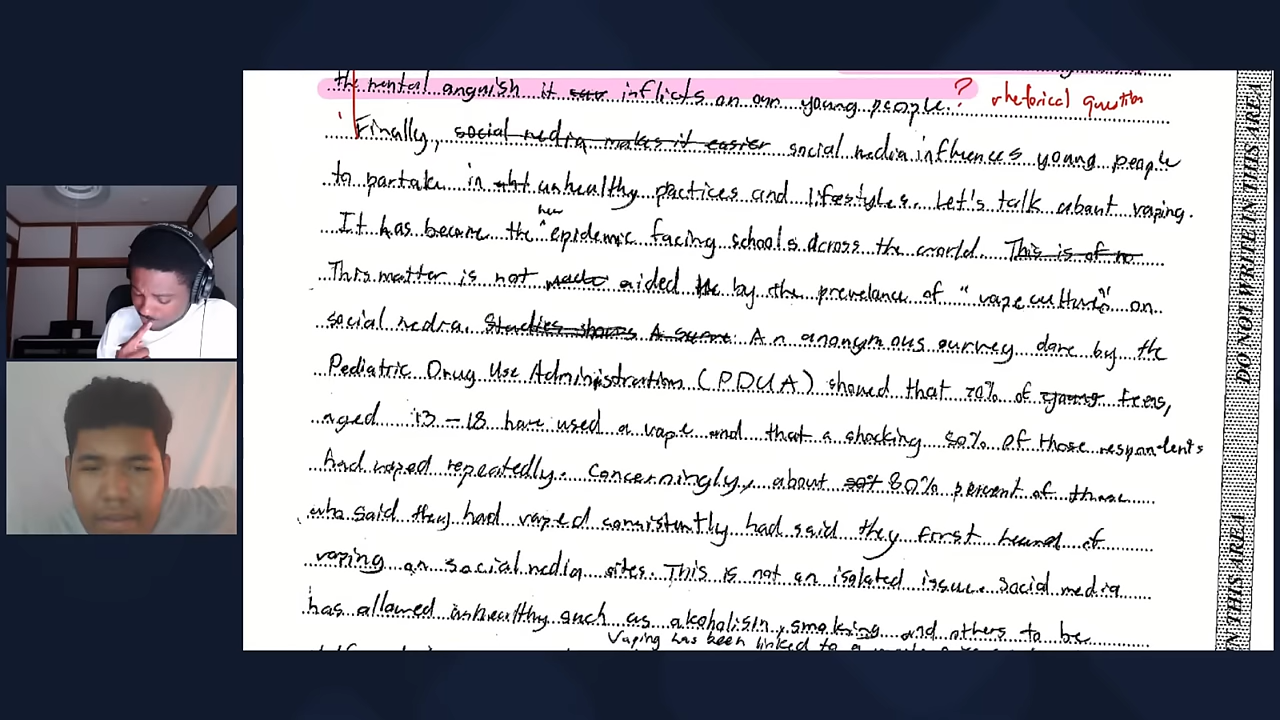 the mental anguish it inflicts on our young people.? rhetorical question
Finally, social media makes it easier social media influences young people
to partake in unhealthy practices and lifestyles. Let's talk about vaping.
It has become the new epidemic facing schools across the world. This is of no
This matter is not aided by the prevelance of "vape culture" on
social media. Studies shows A surve. An anonymous survey done by the
Pediatric Drug Use Administration (PDUA) showed that 70% of young teens,
aged 13-18 have used a vape and that a shocking 50% of those respondents
had vaped repeatedly. Concerningly, about 80% percent of those
who said they had vaped consistently had said they first heard of
vaping on social media sites. This is not an isolated issue. Social media
has allowed unhealthy such as alcoholism, smoking and others to be
Vaping has been linked to a
DO NOT WRITE IN THIS AREA
IN THIS AREA